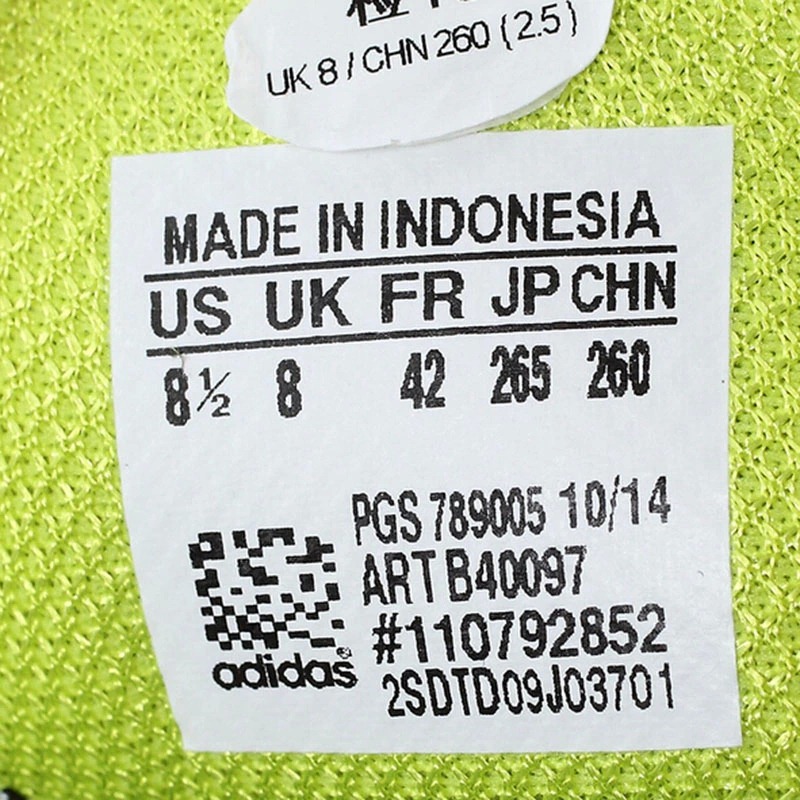 UK 8 / CHN 260 {2.5}
MADE IN INDONESIA
US UK FR JP CHN
8½ 8 42 265 260
PGS 789005 10/14
ART B40097
#110792852
adidas®
2SDTD09J03701